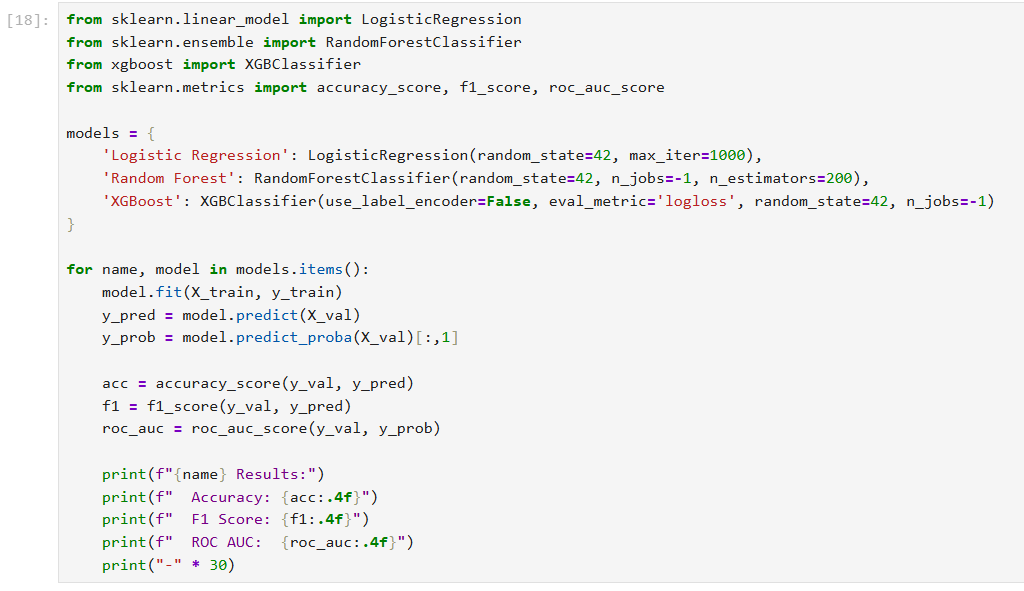 [18]:
from sklearn.linear_model import LogisticRegression
from sklearn.ensemble import RandomForestClassifier
from xgboost import XGBClassifier
from sklearn.metrics import accuracy_score, f1_score, roc_auc_score

models = {
    'Logistic Regression': LogisticRegression(random_state=42, max_iter=1000),
    'Random Forest': RandomForestClassifier(random_state=42, n_jobs=-1, n_estimators=200),
    'XGBoost': XGBClassifier(use_label_encoder=False, eval_metric='logloss', random_state=42, n_jobs=-1)
}

for name, model in models.items():
    model.fit(X_train, y_train)
    y_pred = model.predict(X_val)
    y_prob = model.predict_proba(X_val)[:,1]

    acc = accuracy_score(y_val, y_pred)
    f1 = f1_score(y_val, y_pred)
    roc_auc = roc_auc_score(y_val, y_prob)

    print(f"{name} Results:")
    print(f"  Accuracy: {acc:.4f}")
    print(f"  F1 Score: {f1:.4f}")
    print(f"  ROC AUC:  {roc_auc:.4f}")
    print("-" * 30)